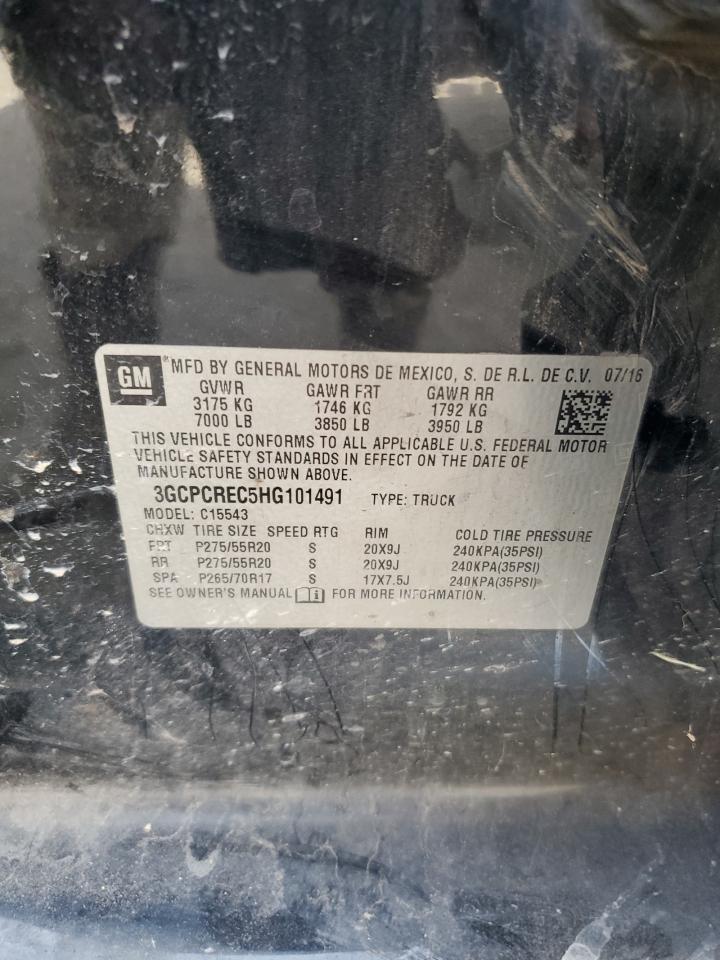 GM ® MFD BY GENERAL MOTORS DE MEXICO, S. DE R.L. DE C.V. 07/16
GVWR GAWR FRT GAWR RR
3175 KG 1746 KG 1792 KG
7000 LB 3850 LB 3950 LB
THIS VEHICLE CONFORMS TO ALL APPLICABLE U.S. FEDERAL MOTOR
VEHICLE SAFETY STANDARDS IN EFFECT ON THE DATE OF
MANUFACTURE SHOWN ABOVE.
3GCPCREC5HG101491 TYPE: TRUCK
MODEL: C15543
CHXW TIRE SIZE SPEED RTG RIM COLD TIRE PRESSURE
FRT P275/55R20 S 20X9J 240KPA(35PSI)
RR P275/55R20 S 20X9J 240KPA(35PSI)
SPA P265/70R17 S 17X7.5J 240KPA(35PSI)
SEE OWNER'S MANUAL i FOR MORE INFORMATION.